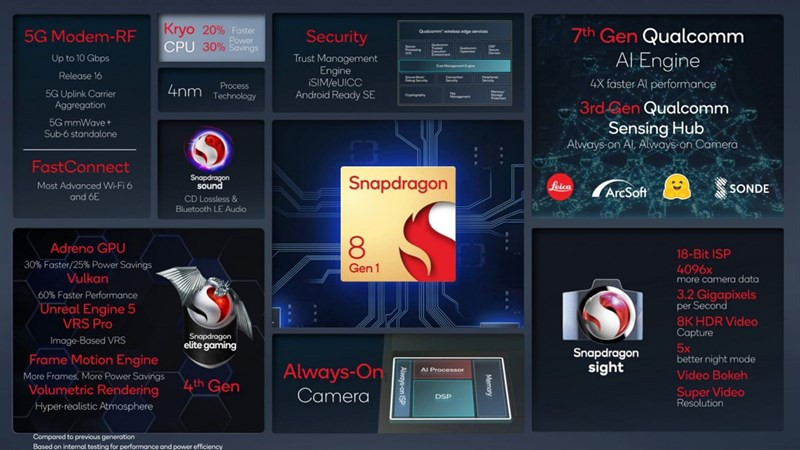 5G Modem-RF
Up to 10 Gbps
Release 16
5G Uplink Carrier
Aggregation
5G mmWave +
Sub-6 standalone
FastConnect
Most Advanced Wi-Fi 6
and 6E
Kryo 20% Faster
CPU 30% Power
Savings
4nm Process
Technology
Snapdragon
sound
CD Lossless &
Bluetooth LE Audio
Security
Trust Management
Engine
iSIM/eUICC
Android Ready SE
Qualcomm wireless edge services
Trust Management Engine
Cryptography
7th Gen Qualcomm
AI Engine
4X faster AI performance
3rd Gen Qualcomm
Sensing Hub
Always-on AI, Always-on Camera
Leica
ArcSoft
SONDE
Snapdragon
8
Gen 1
Adreno GPU
30% Faster/25% Power Savings
Vulkan
60% Faster Performance
Unreal Engine 5
VRS Pro
Image-Based VRS
Frame Motion Engine
More Frames, More Power Savings
Volumetric Rendering
Hyper-realistic Atmosphere
Snapdragon
elite gaming
4th Gen
Always-On
Camera
Always-on ISP
AI Processor
DSP
Memory
Snapdragon
sight
18-Bit ISP
4096x
more camera data
3.2 Gigapixels
per Second
8K HDR Video
Capture
5x
better night mode
Video Bokeh
Super Video
Resolution
Compared to previous generation
Based on internal testing for performance and power efficiency